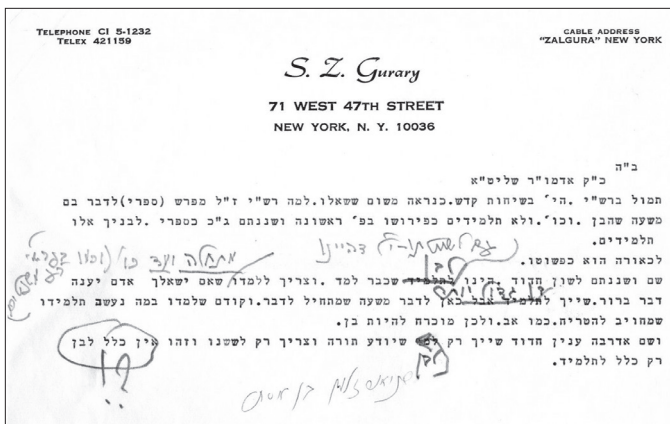 TELEPHONE CI 5-1232
TELEX 421159
CABLE ADDRESS
"ZALGURA" NEW YORK
S. Z. Gurary
71 WEST 47TH STREET
NEW YORK, N. Y. 10036
ב"ה
כ"ק אדמו"ר שליט"א
תמול ברש"י .הי' בשיחות קדש.כנראה משום ששאלו.למה רש"י ז"ל מפרש (ספרי)לדבר בם
משעה שהבן .וכו'.ולא תלמידים כפירושו בפ' ראשונה ושננתם ג"כ כספרי .לבניך אלו
תלמידים.
לכאורה הוא כפשוטו.
שם ושננתם לשון חדוד .היינו לתלמיד שכבר למד .וצריך ללמדו שאם ישאלך אדם יענה
דבר ברור.שייך לתלמיד אבל כאן לדבר משעה שמתחיל לדבר.וקודם שלמדו במה נעשה תלמידו
שמחויב להטריח.כמו אב.ולכן מוכרח להיות בן.
ושם אדרבה ענין חדוד שייך רק שיודע תורה וצריך רק לשננו וזהו אין כלל לבן
רק כלל לתלמיד.
לבן
?!